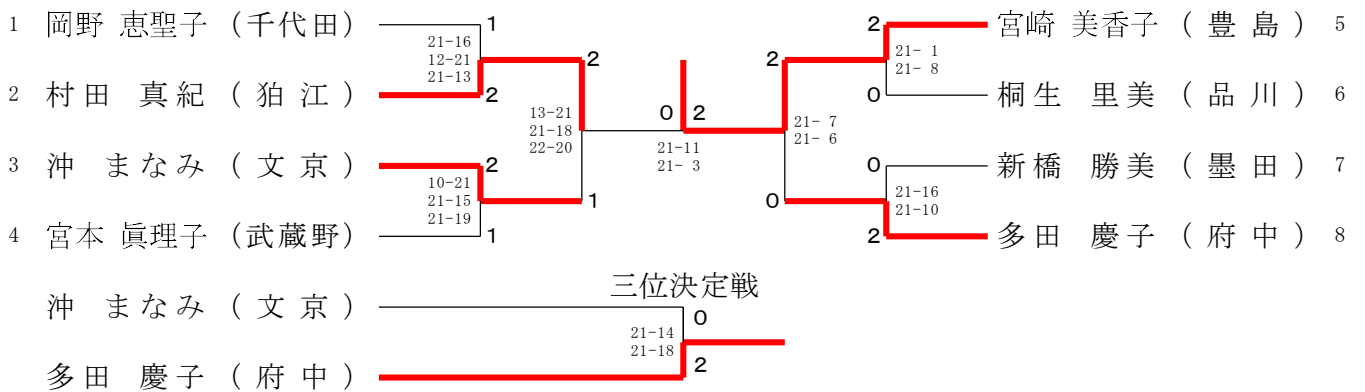 1 岡野 恵聖子 (千代田) 1
21-16
12-21
21-13
2 村田 真紀 (狛江) 2
2
3 沖 まなみ (文京) 2
10-21
21-15
21-19
4 宮本 眞理子 (武蔵野) 1
1
13-21
21-18
22-20
0 2
21-11
21- 3
2
21- 7
21- 6
0
2 宮崎 美香子 (豊島) 5
21- 1
21- 8
0 桐生 里美 (品川) 6
0 新橋 勝美 (墨田) 7
21-16
21-10
2 多田 慶子 (府中) 8
三位決定戦
沖 まなみ (文京) 0
21-14
21-18
多田 慶子 (府中) 2